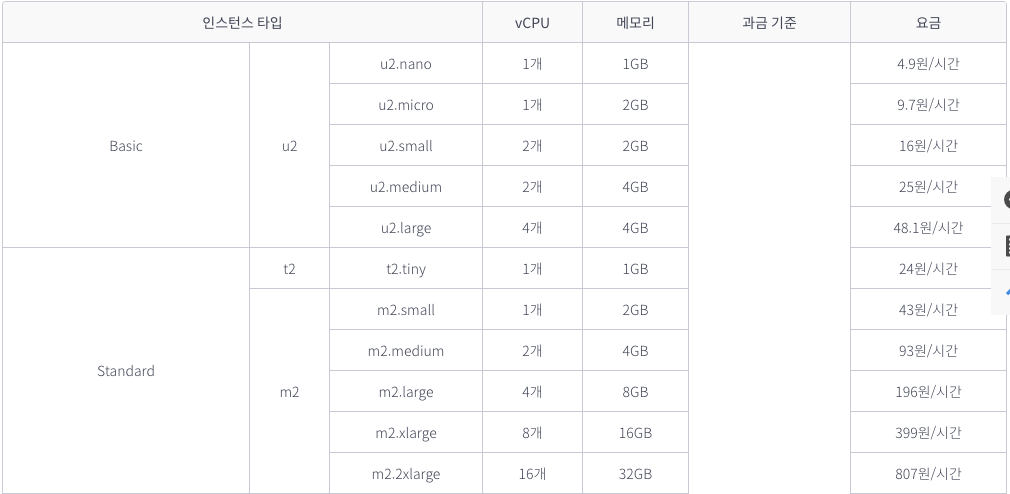 인스턴스 타입 vCPU 메모리 과금 기준 요금
u2.nano 1개 1GB 4.9원/시간
u2.micro 1개 2GB 9.7원/시간
Basic u2 u2.small 2개 2GB 16원/시간
u2.medium 2개 4GB 25원/시간
u2.large 4개 4GB 48.1원/시간
t2 t2.tiny 1개 1GB 24원/시간
m2.small 1개 2GB 43원/시간
m2.medium 2개 4GB 93원/시간
Standard
m2 m2.large 4개 8GB 196원/시간
m2.xlarge 8개 16GB 399원/시간
m2.2xlarge 16개 32GB 807원/시간